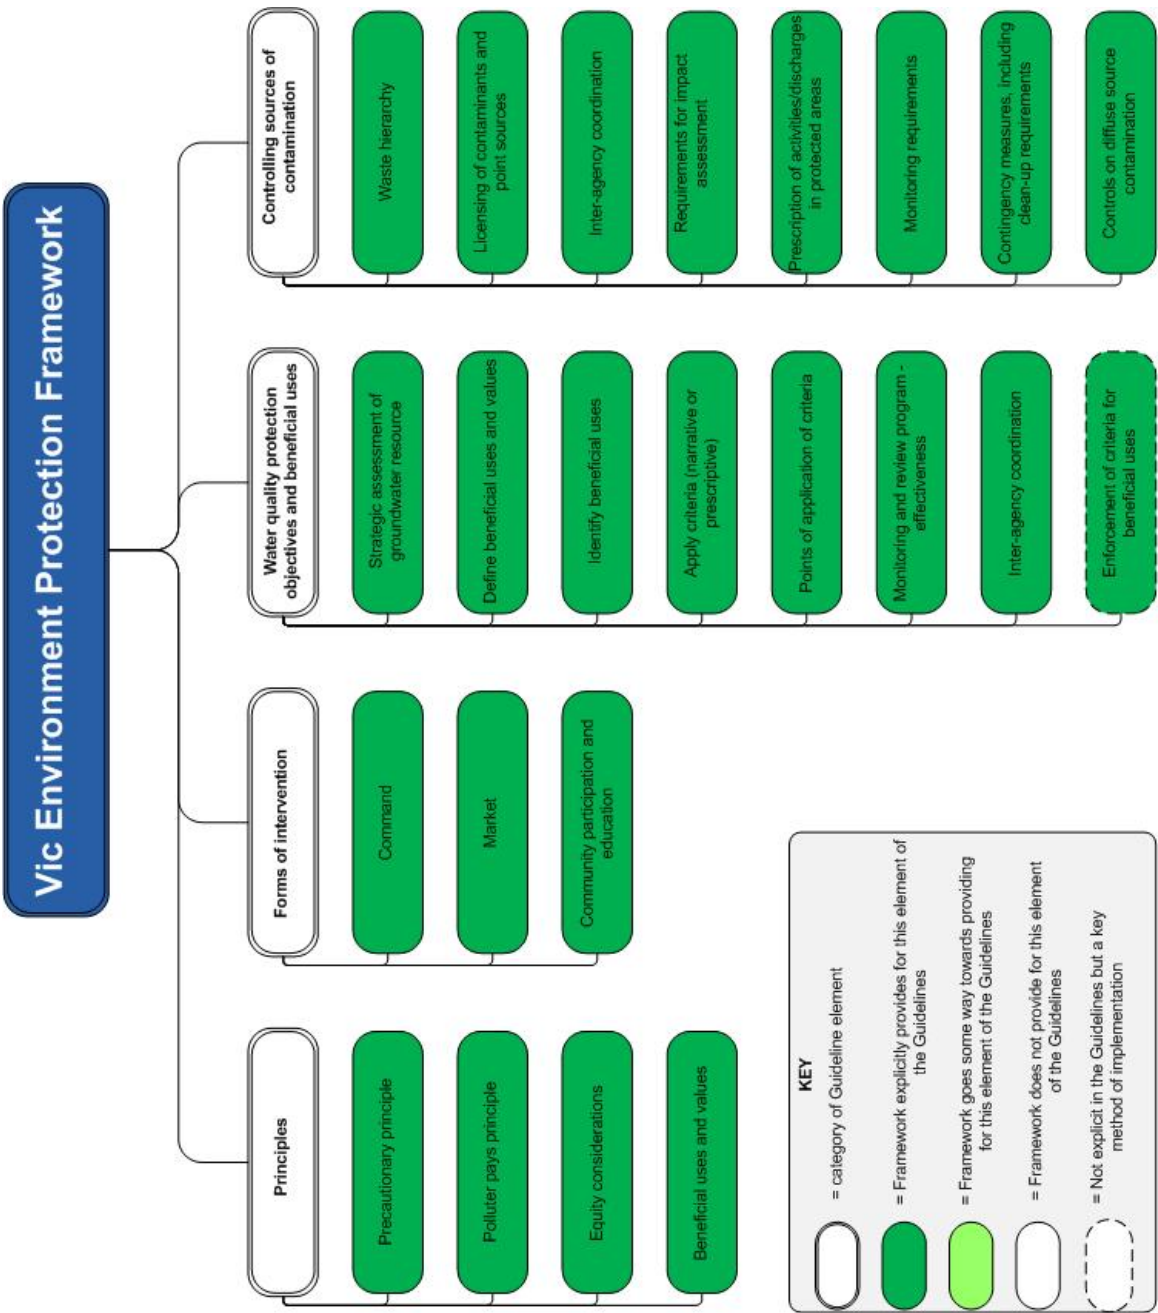 Vic Environment Protection Framework
Principles
Precautionary principle
Polluter pays principle
Equity considerations
Beneficial uses and values
Forms of intervention
Command
Market
Community participation and
education
Water quality protection
objectives and beneficial uses
Strategic assessment of
groundwater resource
Define beneficial uses and values
Identify beneficial uses
Apply criteria (narrative or
prescriptive)
Points of application of criteria
Monitoring and review program -
effectiveness
Inter-agency coordination
Enforcement of criteria for
beneficial uses
Controlling sources of
contamination
Waste hierarchy
Licensing of contaminants and
point sources
Inter-agency coordination
Requirements for impact
assessment
Prescription of activities/discharges
in protected areas
Monitoring requirements
Contingency measures, including
clean-up requirements
Controls on diffuse source
contamination
KEY
= category of Guideline element
= Framework explicitly provides for this element of
the Guidelines
= Framework goes some way towards providing
for this element of the Guidelines
= Framework does not provide for this element
of the Guidelines
= Not explicit in the Guidelines but a key
method of implementation